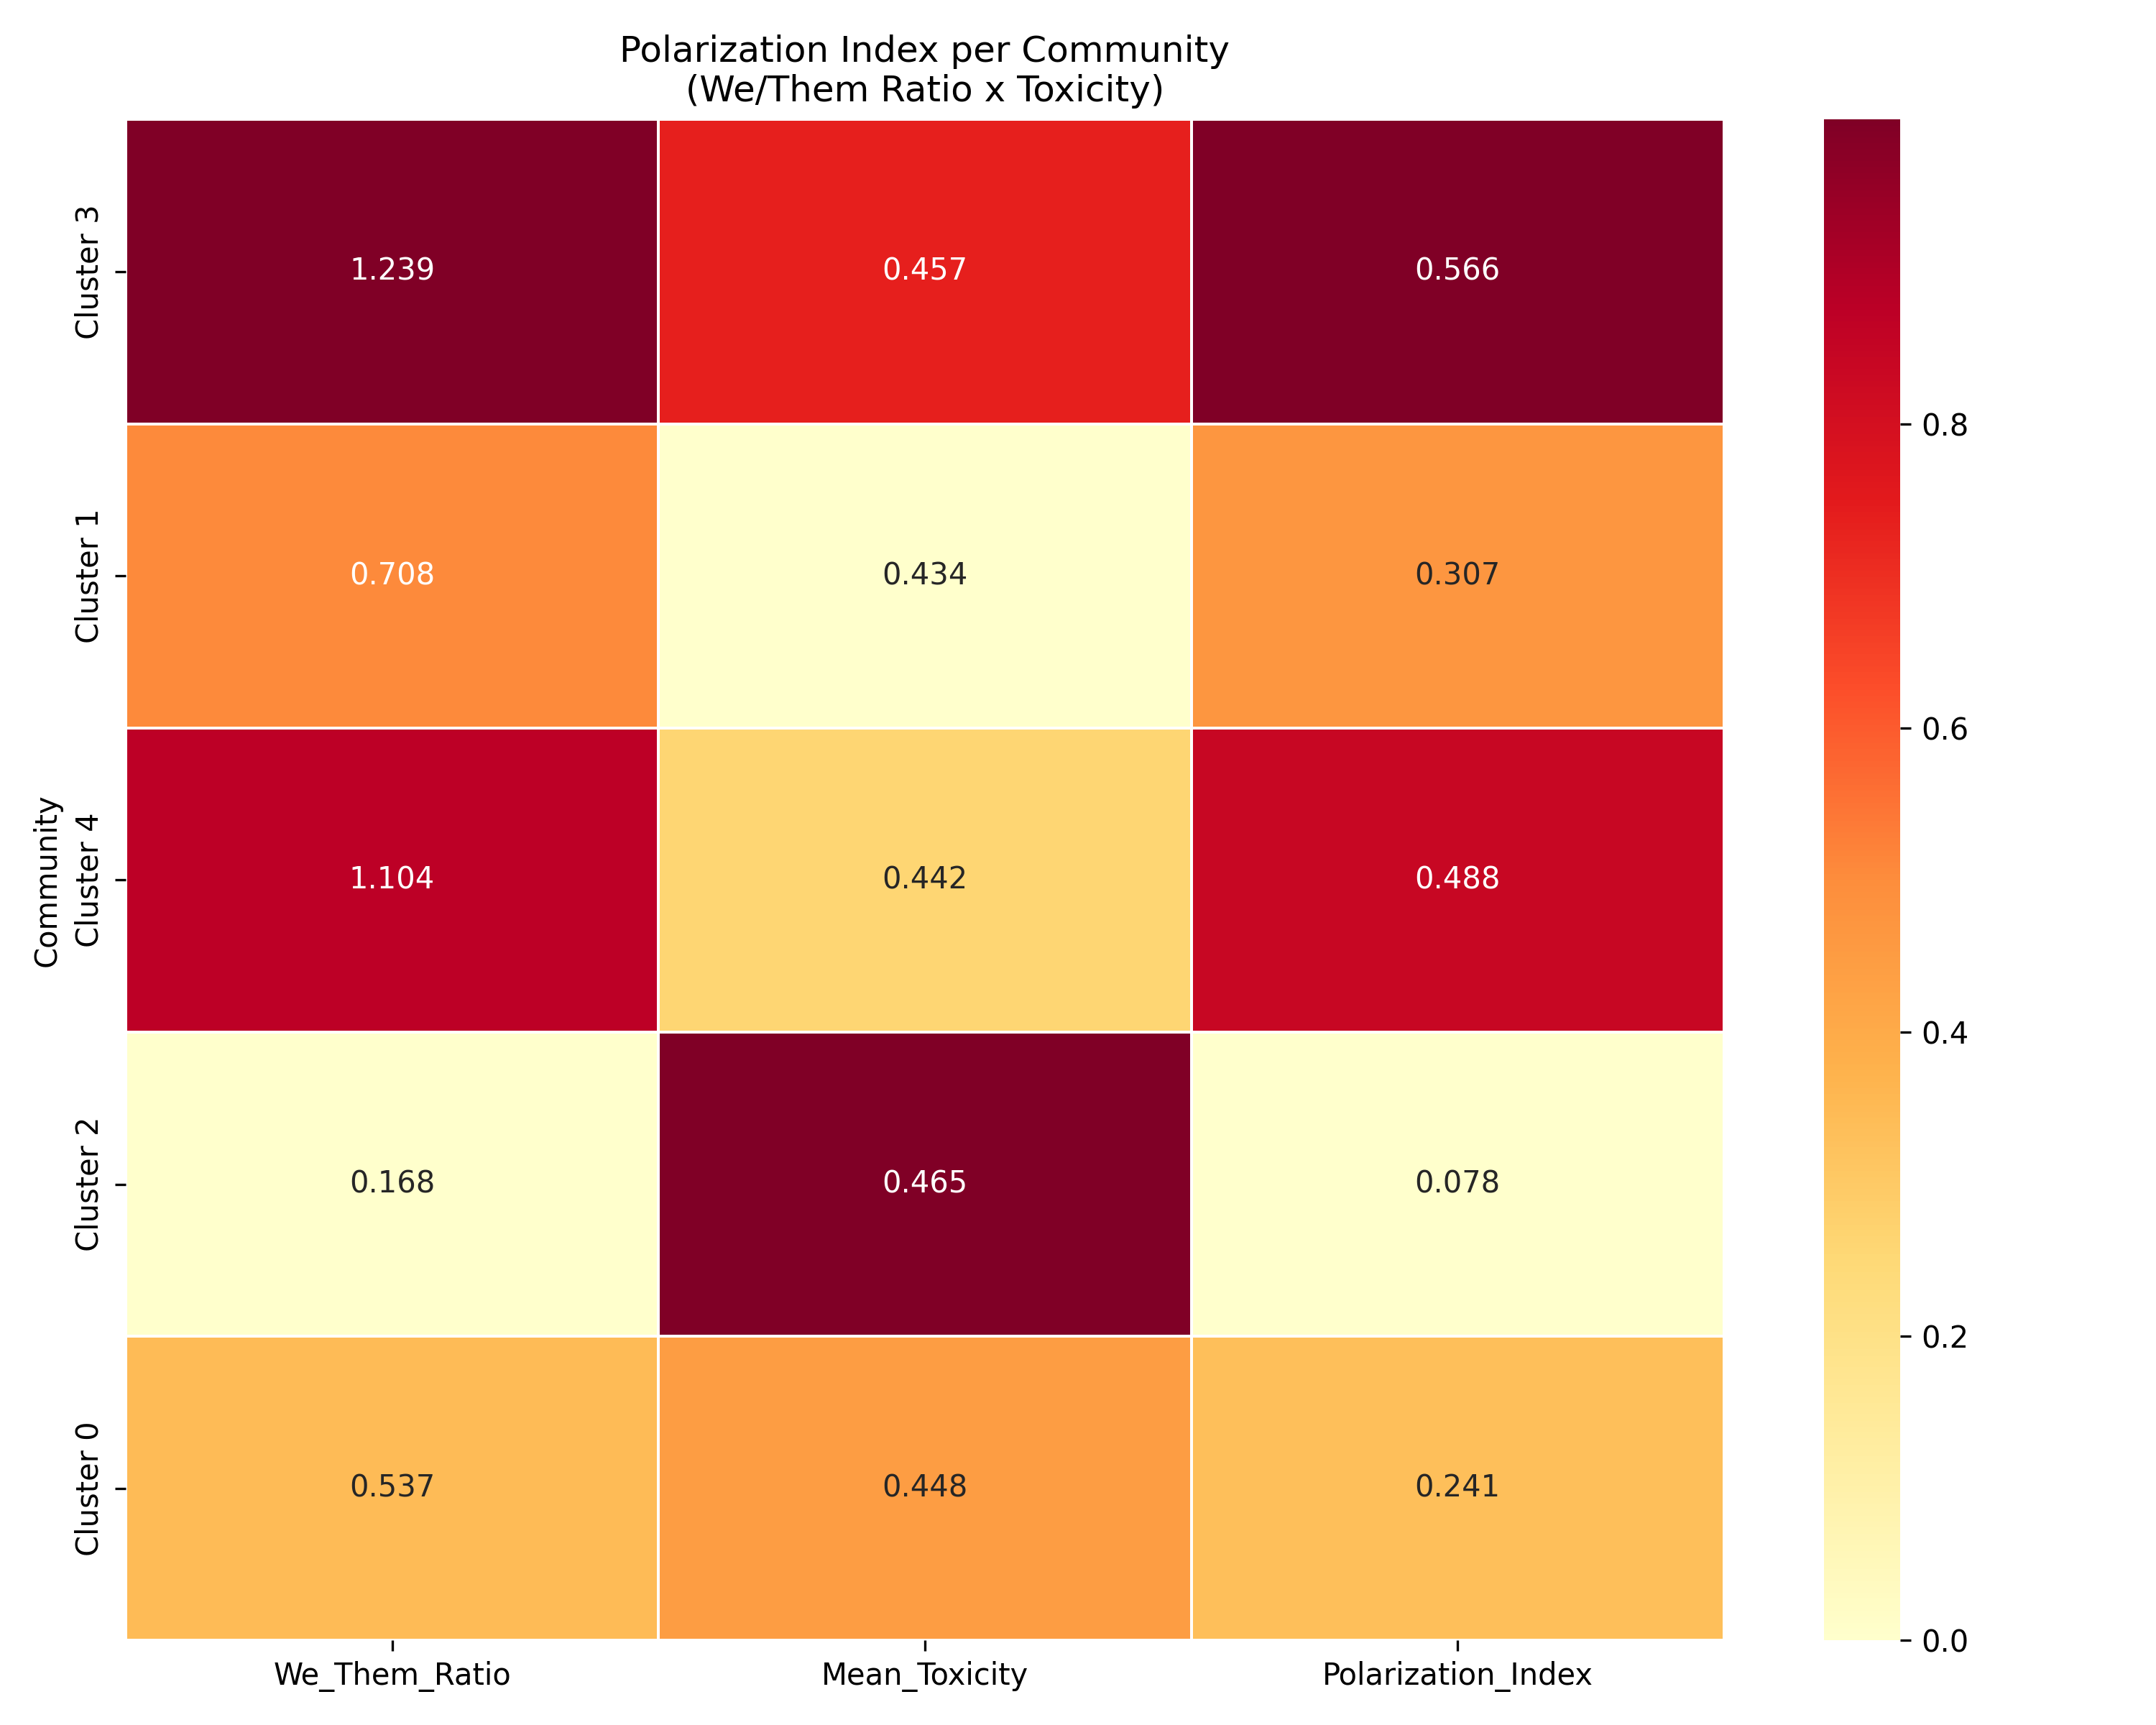 Polarization Index per Community
(We/Them Ratio x Toxicity)
Community
Cluster 3
1.239
0.457
0.566
Cluster 1
0.708
0.434
0.307
Cluster 4
1.104
0.442
0.488
Cluster 2
0.168
0.465
0.078
Cluster 0
0.537
0.448
0.241
We_Them_Ratio
Mean_Toxicity
Polarization_Index
0.8
0.6
0.4
0.2
0.0